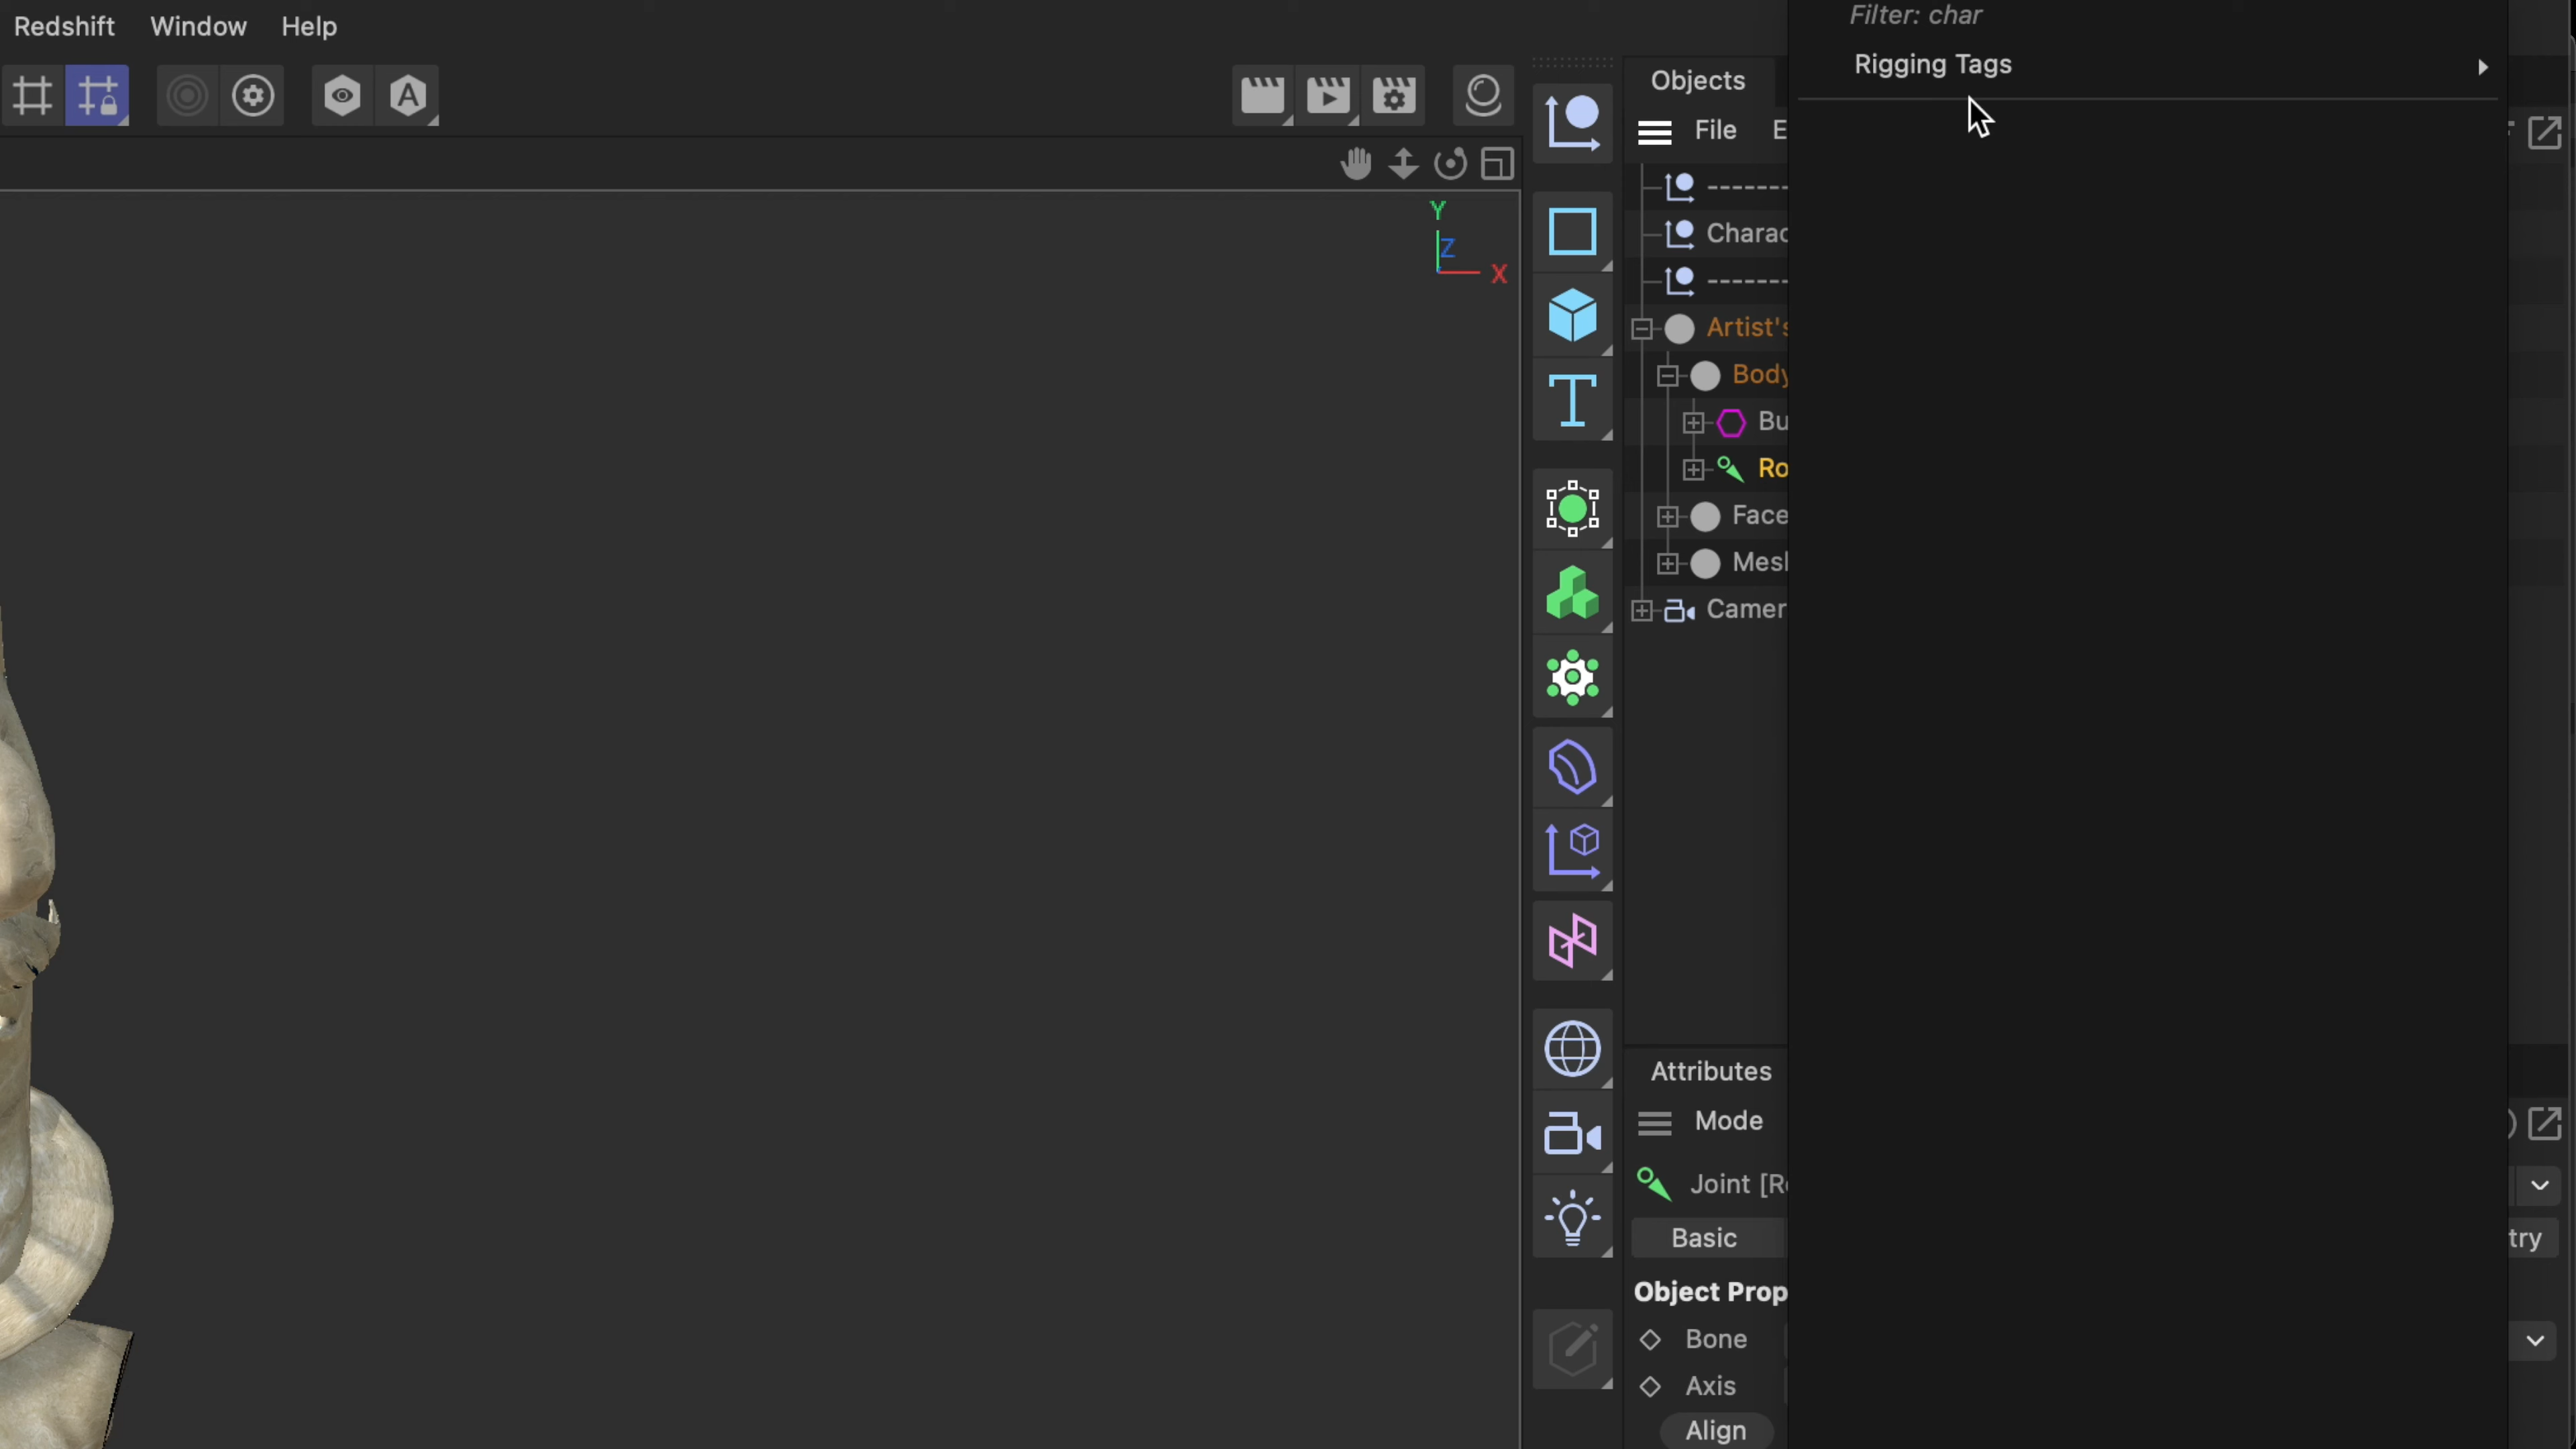 Redshift Window Help
Filter: char
Rigging Tags
Objects
File E
Y
Z
X
--------
Charac
--------
Artist's
Body
Bu
Ro
Face
Mesh
Camer
Attributes
Mode
Joint [Ro
Basic
try
Object Prop
Bone
Axis
Align